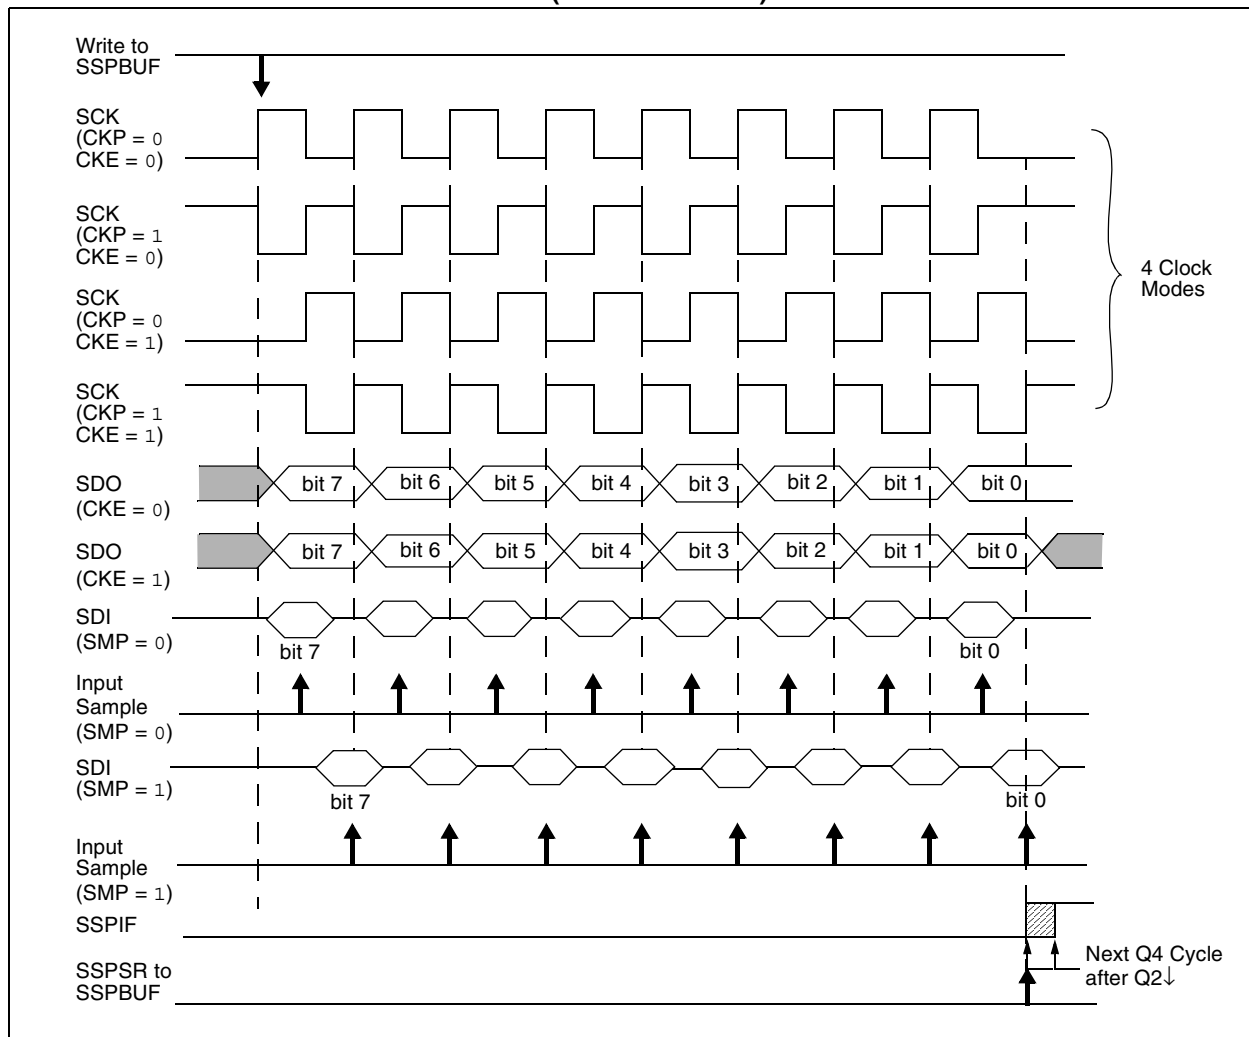 Write to
SSPBUF
SCK
(CKP = 0
CKE = 0)
SCK
(CKP = 1
CKE = 0)
SCK
(CKP = 0
CKE = 1)
SCK
(CKP = 1
CKE = 1)
4 Clock
Modes
SDO
(CKE = 0)
bit 7 bit 6 bit 5 bit 4 bit 3 bit 2 bit 1 bit 0
SDO
(CKE = 1)
bit 7 bit 6 bit 5 bit 4 bit 3 bit 2 bit 1 bit 0
SDI
(SMP = 0)
bit 7 bit 0
Input
Sample
(SMP = 0)
SDI
(SMP = 1)
bit 7 bit 0
Input
Sample
(SMP = 1)
SSPIF
SSPSR to
SSPBUF
Next Q4 Cycle
after Q2↓